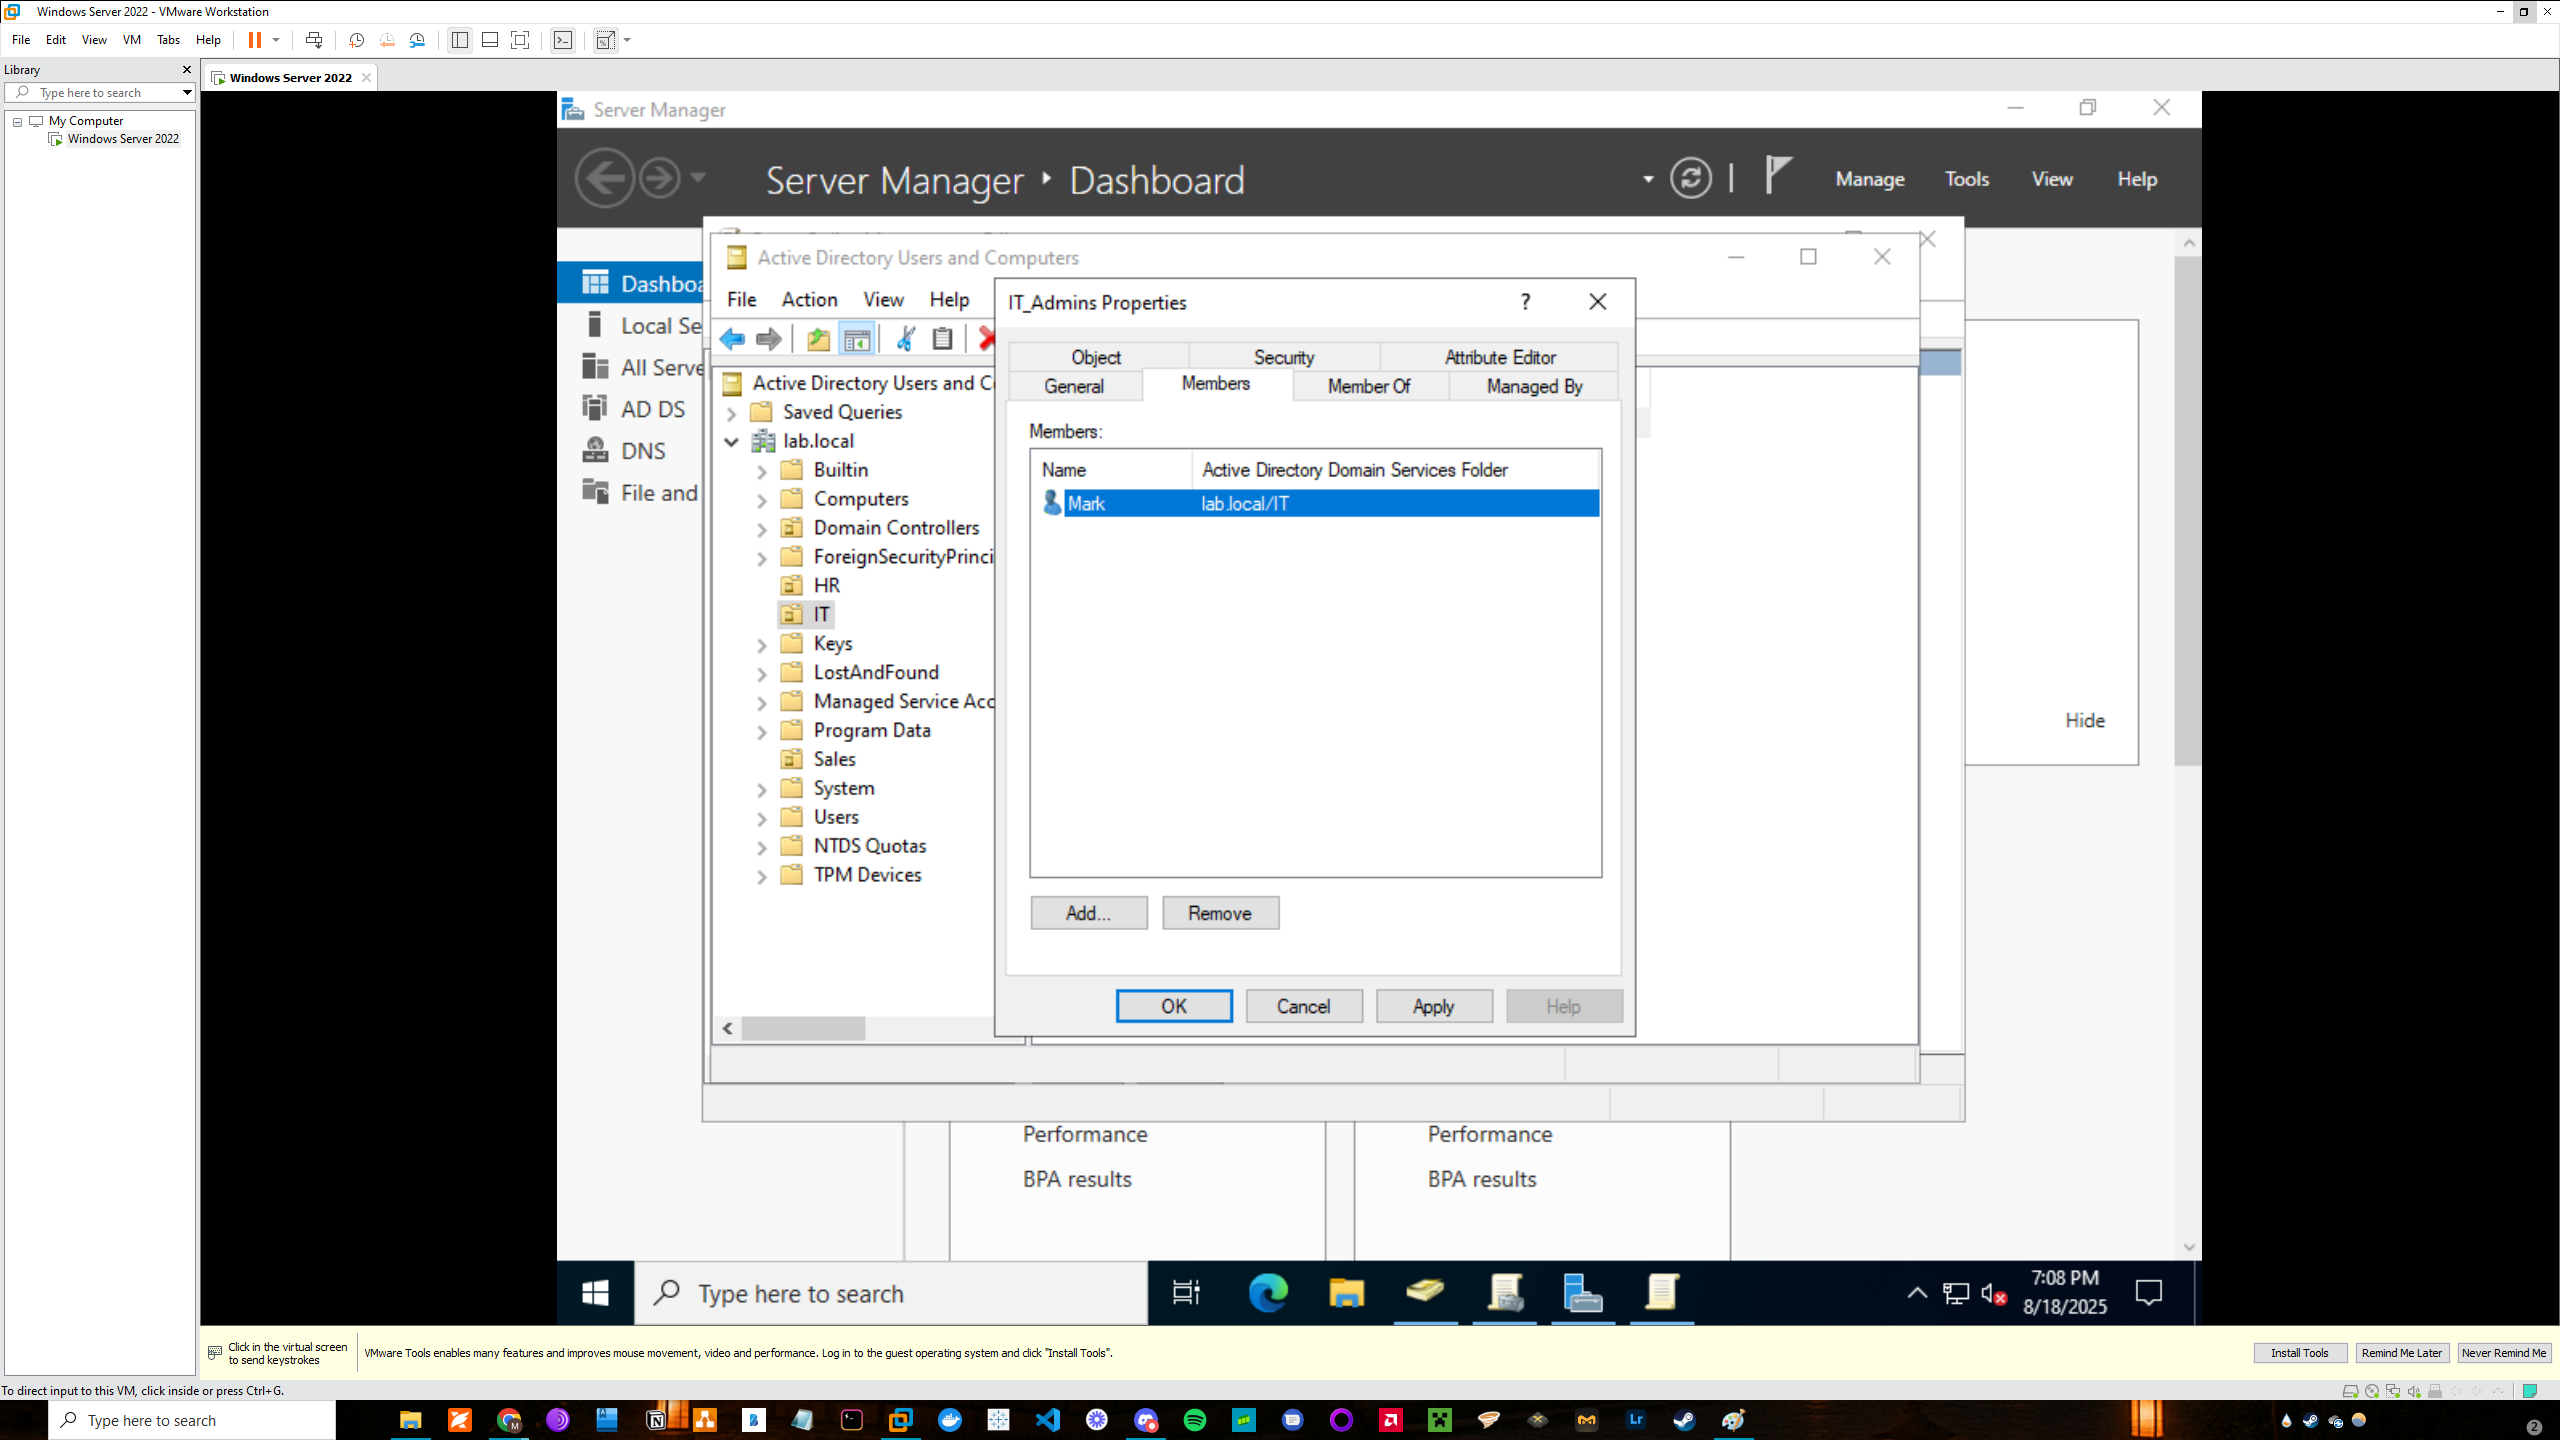 Windows Server 2022 - VMware Workstation
File Edit View VM Tabs Help
Library
Windows Server 2022
Type here to search
My Computer
Windows Server 2022
Server Manager
Server Manager ‣ Dashboard
Manage Tools View Help
Dashboa
Local Se
All Serve
AD DS
DNS
File and
Active Directory Users and Computers
File Action View Help
Active Directory Users and C
Saved Queries
lab.local
Builtin
Computers
Domain Controllers
ForeignSecurityPrinci
HR
IT
Keys
LostAndFound
Managed Service Acc
Program Data
Sales
System
Users
NTDS Quotas
TPM Devices
IT_Admins Properties
Object Security Attribute Editor
General Members Member Of Managed By
Members:
Name Active Directory Domain Services Folder
Mark lab.local/IT
Add... Remove
OK Cancel Apply Help
Hide
Performance Performance
BPA results BPA results
Type here to search
7:08 PM
8/18/2025
Click in the virtual screen
to send keystrokes
VMware Tools enables many features and improves mouse movement, video and performance. Log in to the guest operating system and click "Install Tools".
Install Tools Remind Me Later Never Remind Me
To direct input to this VM, click inside or press Ctrl+G.
Type here to search
Lr
2